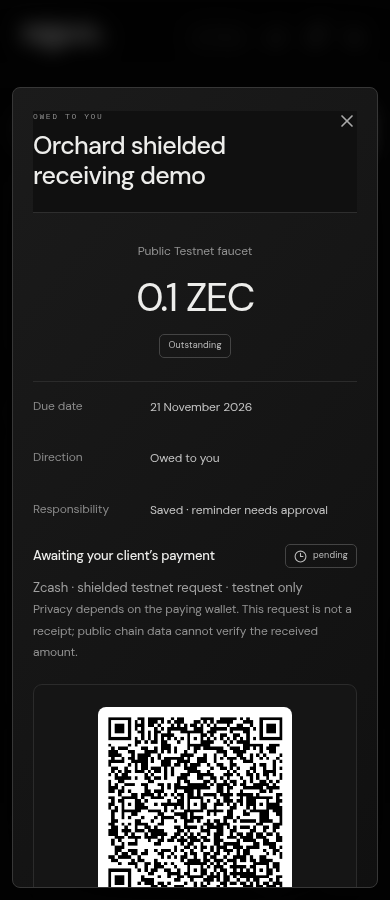 OWED TO YOU
Orchard shielded
receiving demo
Public Testnet faucet
0.1 ZEC
Outstanding
Due date
21 November 2026
Direction
Owed to you
Responsibility
Saved · reminder needs approval
Awaiting your client’s payment
pending
Zcash · shielded testnet request · testnet only
Privacy depends on the paying wallet. This request is not a
receipt; public chain data cannot verify the received
amount.